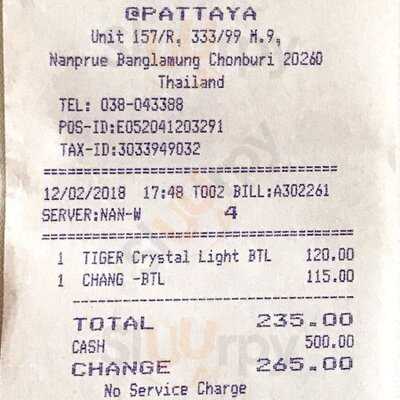 @PATTAYA
Unit 157/R, 333/99 M.9,
Nanprue Banglamung Chonburi 20260
Thailand
TEL: 038-043388
POS-ID:E052041203291
TAX-ID:3033949032
====================================
12/02/2018 17:48 T002 BILL:A302261
SERVER:NAN-W 4
====================================
1 TIGER Crystal Light BTL 120.00
1 CHANG -BTL 115.00
------------------------------------
TOTAL 235.00
CASH 500.00
CHANGE 265.00
No Service Charge